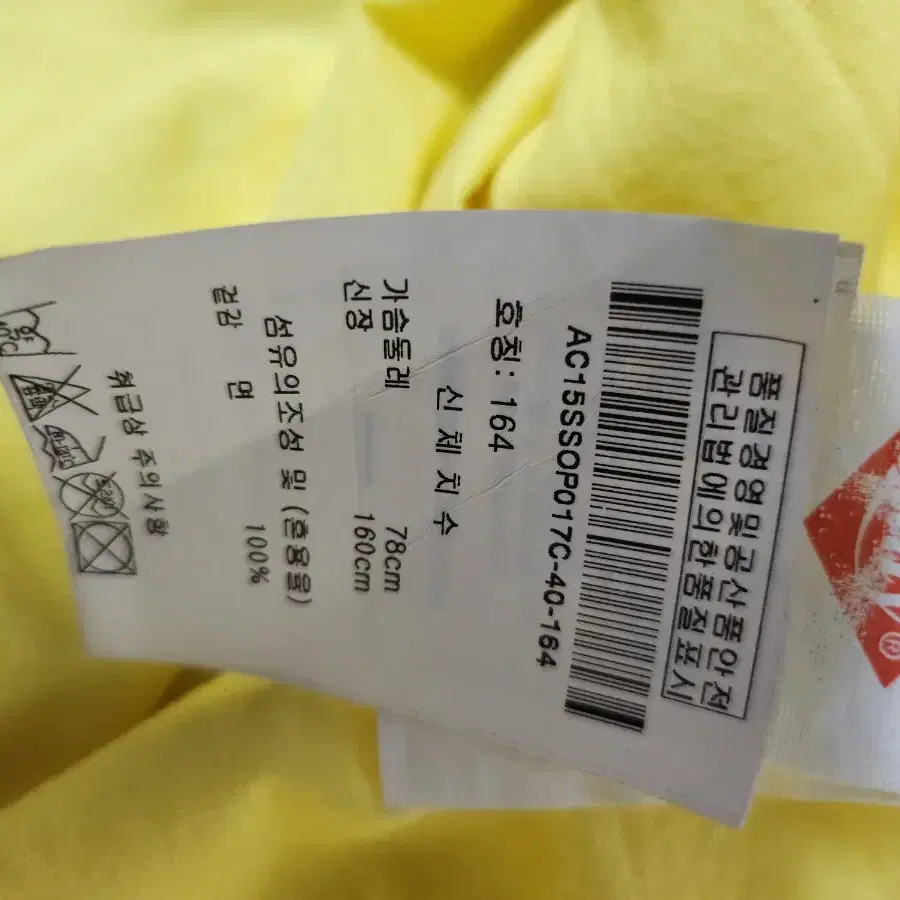 품질경영및공산품안전
관리법에의한품질표시
AC15SSOP017C-40-164
호칭: 164
신체치수
가슴둘레 78cm
신장 160cm
섬유의조성 및 (혼용율)
겉감 면 100%
취급상 주의사항
®